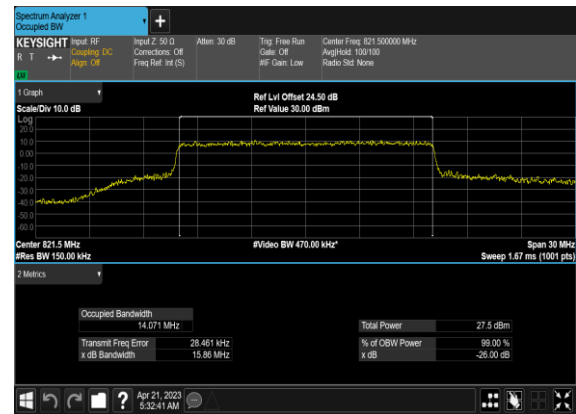 Spectrum Analyzer 1
Occupied BW
+
KEYSIGHT Input: RF Input Z: 50 Ω Atten: 30 dB Trig: Free Run Center Freq: 821.500000 MHz
R T Coupling: DC Corrections: Off Gate: Off Avg|Hold: 100/100
Align: Off Freq Ref: Int (S) #IF Gain: Low Radio Std: None
LXI
1 Graph
Ref Lvl Offset 24.50 dB
Scale/Div 10.0 dB Ref Value 30.00 dBm
Log
20.0
10.0
0.00
-10.0
-20.0
-30.0
-40.0
-50.0
-60.0
Center 821.5 MHz #Video BW 470.00 kHz* Span 30 MHz
#Res BW 150.00 kHz Sweep 1.67 ms (1001 pts)
2 Metrics
Occupied Bandwidth
14.071 MHz Total Power 27.5 dBm
Transmit Freq Error 28.461 kHz % of OBW Power 99.00 %
x dB Bandwidth 15.86 MHz x dB -26.00 dB
? Apr 21, 2023
5:32:41 AM